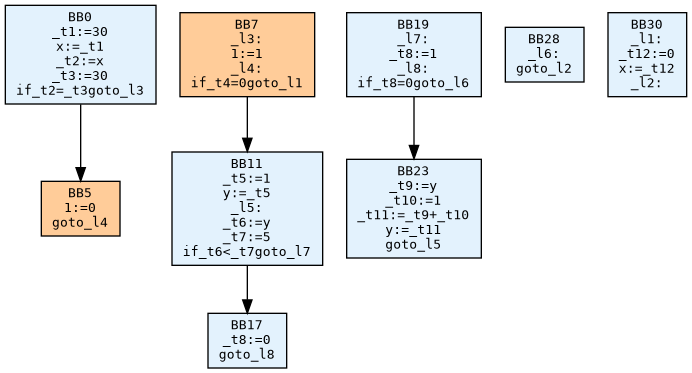 BB0
_t1:=30
x:=_t1
_t2:=x
_t3:=30
if_t2=_t3goto_l3
BB5
1:=0
goto_l4
BB7
_l3:
1:=1
_l4:
if_t4=0goto_l1
BB11
_t5:=1
y:=_t5
_l5:
_t6:=y
_t7:=5
if_t6<_t7goto_l7
BB17
_t8:=0
goto_l8
BB19
_l7:
_t8:=1
_l8:
if_t8=0goto_l6
BB23
_t9:=y
_t10:=1
_t11:=_t9+_t10
y:=_t11
goto_l5
BB28
_l6:
goto_l2
BB30
_l1:
_t12:=0
x:=_t12
_l2: